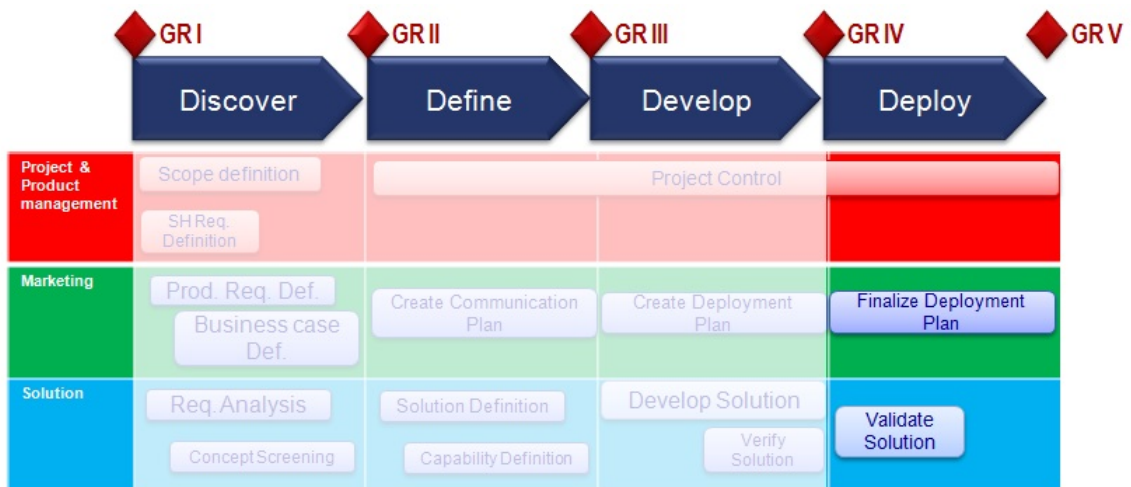 GR I
GR II
GR III
GR IV
GR V
Discover
Define
Develop
Deploy
Project &
Product
management
Scope definition
Project Control
SH Req.
Definition
Marketing
Prod. Req. Def.
Business case
Def.
Create Communication
Plan
Create Deployment
Plan
Finalize Deployment
Plan
Solution
Req. Analysis
Concept Screening
Solution Definition
Capability Definition
Develop Solution
Verify
Solution
Validate
Solution